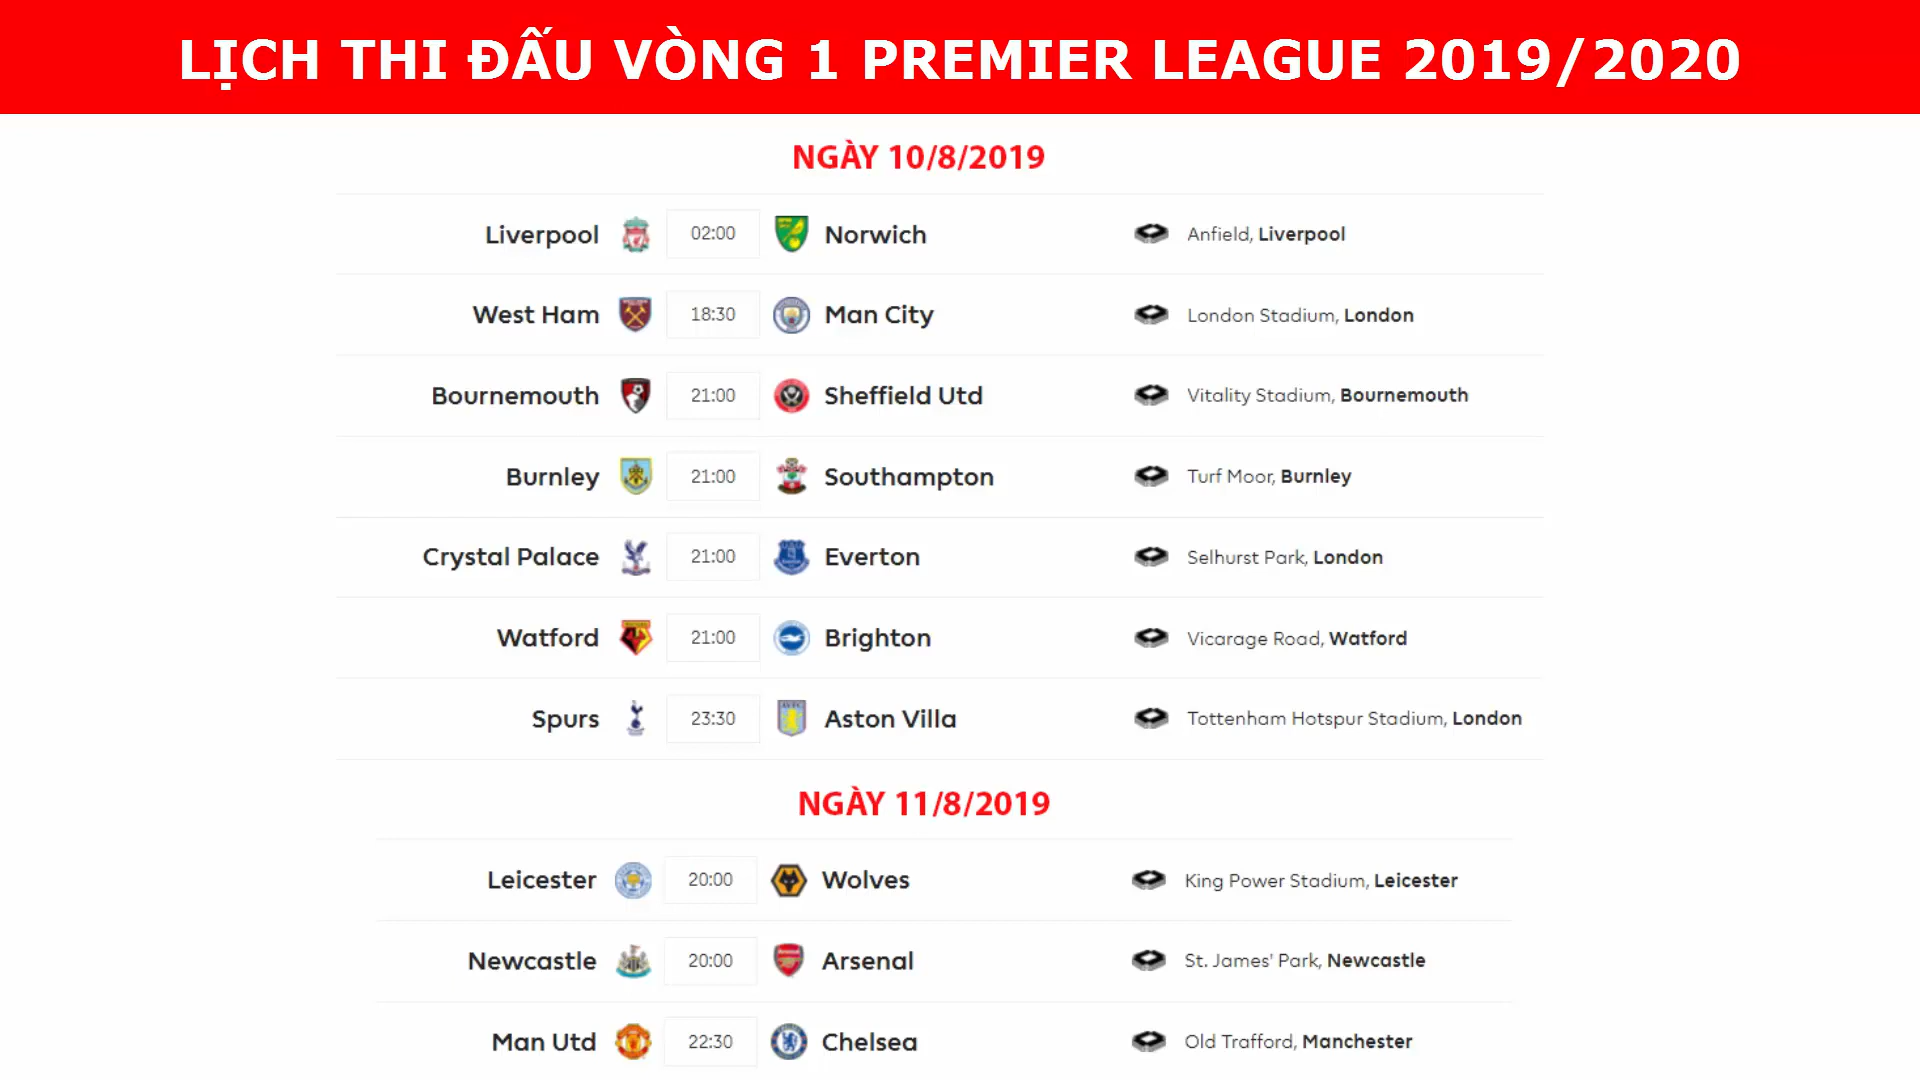 LỊCH THI ĐẤU VÒNG 1 PREMIER LEAGUE 2019/2020
NGÀY 10/8/2019
Liverpool 02:00 Norwich Anfield, Liverpool
West Ham 18:30 Man City London Stadium, London
Bournemouth 21:00 Sheffield Utd Vitality Stadium, Bournemouth
Burnley 21:00 Southampton Turf Moor, Burnley
Crystal Palace 21:00 Everton Selhurst Park, London
Watford 21:00 Brighton Vicarage Road, Watford
Spurs 23:30 Aston Villa Tottenham Hotspur Stadium, London
NGÀY 11/8/2019
Leicester 20:00 Wolves King Power Stadium, Leicester
Newcastle 20:00 Arsenal St. James' Park, Newcastle
Man Utd 22:30 Chelsea Old Trafford, Manchester